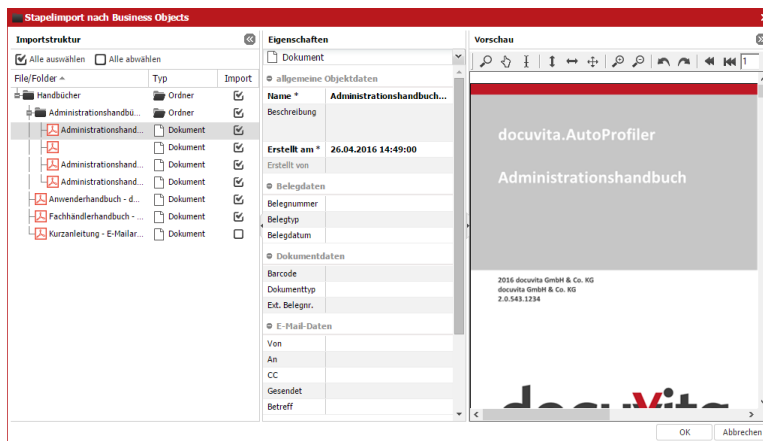 Stapelimport nach Business Objects
Importstruktur
Alle auswählen Alle abwählen
File/Folder Typ Import
Handbücher Ordner
Administrationshandbü... Ordner
Administrationshand... Dokument
Dokument
Administrationshand... Dokument
Administrationshand... Dokument
Anwenderhandbuch - d... Dokument
Fachhändlerhandbuch - ... Dokument
Kurzanleitung - E-Mailar... Dokument
Eigenschaften
Dokument
allgemeine Objektdaten
Name * Administrationshandbuch...
Beschreibung
Erstellt am * 26.04.2016 14:49:00
Erstellt von
Belegdaten
Belegnummer
Belegtyp
Belegdatum
Dokumentdaten
Barcode
Dokumenttyp
Ext. Belegnr.
E-Mail-Daten
Von
An
CC
Gesendet
Betreff
Vorschau
1
docuvita.AutoProfiler
Administrationshandbuch
2016 docuvita GmbH & Co. KG
docuvita GmbH & Co. KG
2.0.543.1234
docuvita
OK Abbrechen